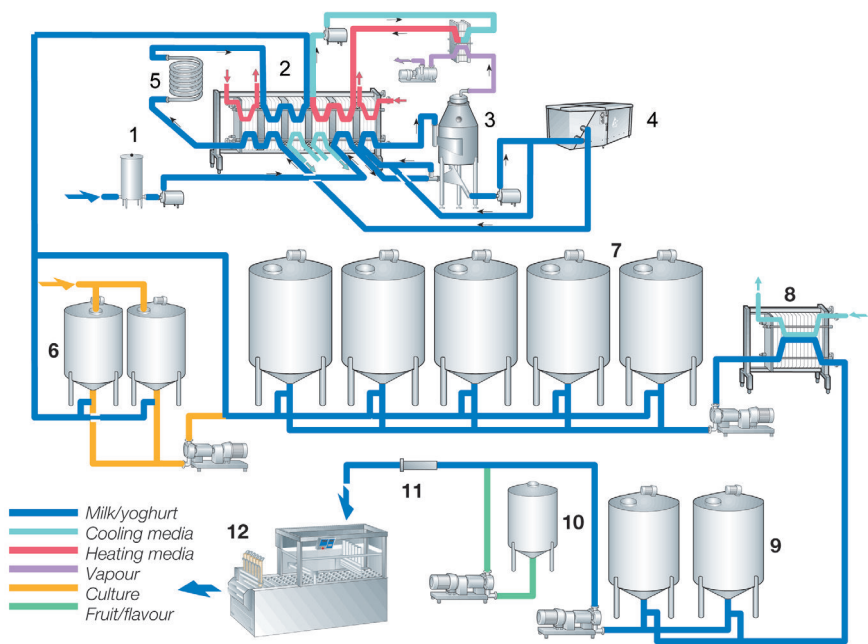 5
2
3
4
1
7
8
6
11
10
9
12
Milk/yoghurt
Cooling media
Heating media
Vapour
Culture
Fruit/flavour